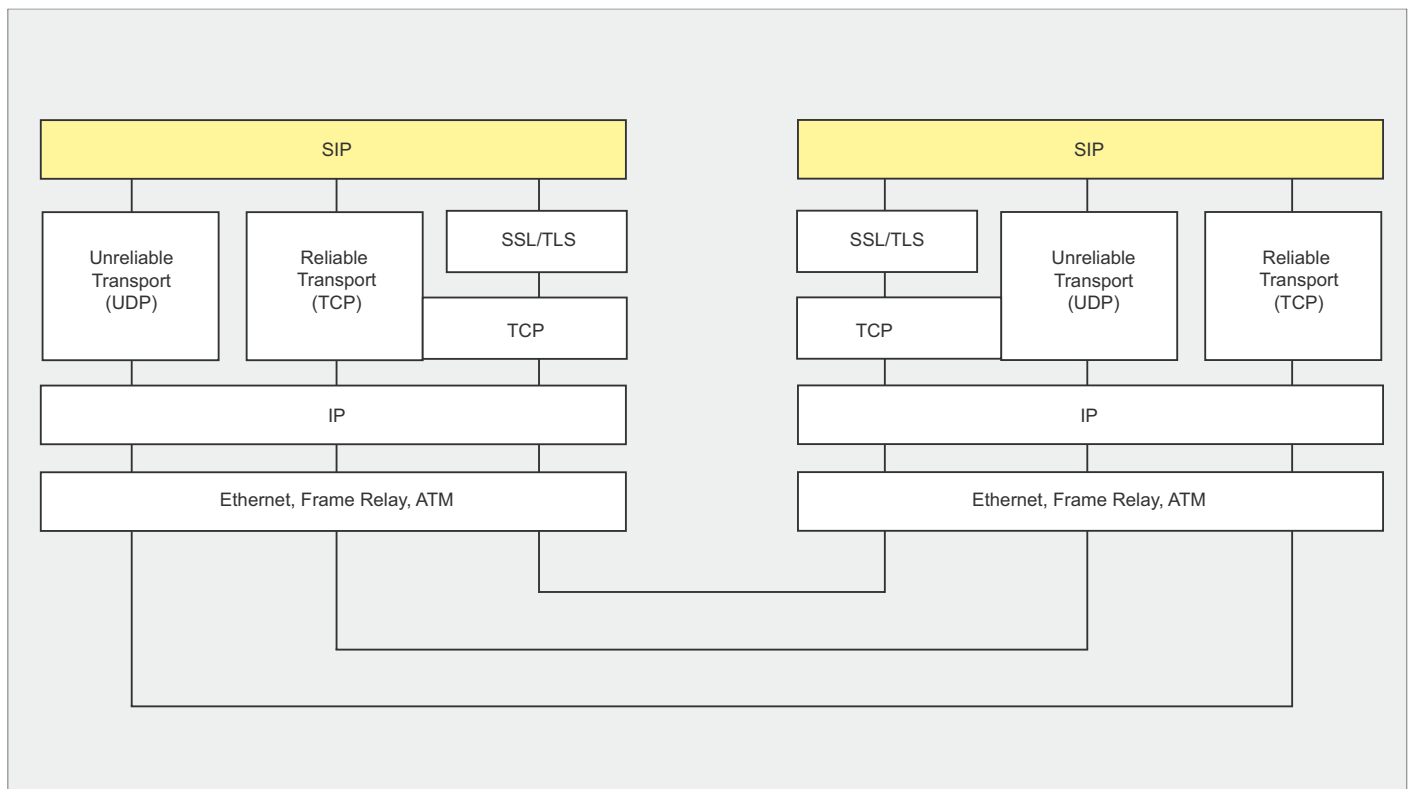 SIP
Unreliable
Transport
(UDP)
Reliable
Transport
(TCP)
SSL/TLS
TCP
IP
Ethernet, Frame Relay, ATM
SIP
SSL/TLS
TCP
Unreliable
Transport
(UDP)
Reliable
Transport
(TCP)
IP
Ethernet, Frame Relay, ATM